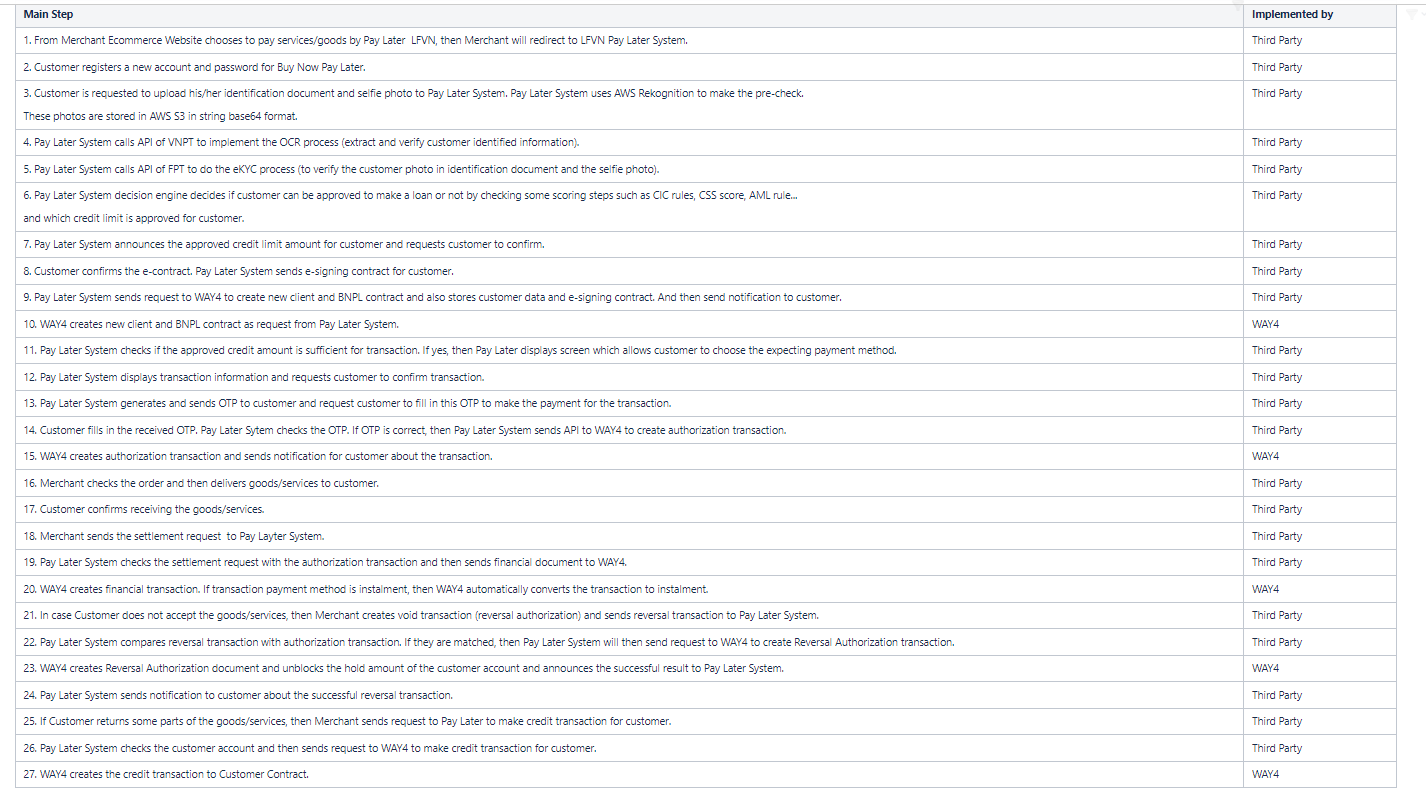 Main Step Implemented by
1. From Merchant Ecommerce Website chooses to pay services/goods by Pay Later LFVN, then Merchant will redirect to LFVN Pay Later System. Third Party
2. Customer registers a new account and password for Buy Now Pay Later. Third Party
3. Customer is requested to upload his/her identification document and selfie photo to Pay Later System. Pay Later System uses AWS Rekognition to make the pre-check. Third Party
These photos are stored in AWS S3 in string base64 format.
4. Pay Later System calls API of VNPT to implement the OCR process (extract and verify customer identified information). Third Party
5. Pay Later System calls API of FPT to do the eKYC process (to verify the customer photo in identification document and the selfie photo). Third Party
6. Pay Later System decision engine decides if customer can be approved to make a loan or not by checking some scoring steps such as CIC rules, CSS score, AML rule... Third Party
and which credit limit is approved for customer.
7. Pay Later System announces the approved credit limit amount for customer and requests customer to confirm. Third Party
8. Customer confirms the e-contract. Pay Later System sends e-signing contract for customer. Third Party
9. Pay Later System sends request to WAY4 to create new client and BNPL contract and also stores customer data and e-signing contract. And then send notification to customer. Third Party
10. WAY4 creates new client and BNPL contract as request from Pay Later System. WAY4
11. Pay Later System checks if the approved credit amount is sufficient for transaction. If yes, then Pay Later displays screen which allows customer to choose the expecting payment method. Third Party
12. Pay Later System displays transaction information and requests customer to confirm transaction. Third Party
13. Pay Later System generates and sends OTP to customer and request customer to fill in this OTP to make the payment for the transaction. Third Party
14. Customer fills in the received OTP. Pay Later Sytem checks the OTP. If OTP is correct, then Pay Later System sends API to WAY4 to create authorization transaction. Third Party
15. WAY4 creates authorization transaction and sends notification for customer about the transaction. WAY4
16. Merchant checks the order and then delivers goods/services to customer. Third Party
17. Customer confirms receiving the goods/services. Third Party
18. Merchant sends the settlement request to Pay Layter System. Third Party
19. Pay Later System checks the settlement request with the authorization transaction and then sends financial document to WAY4. Third Party
20. WAY4 creates financial transaction. If transaction payment method is instalment, then WAY4 automatically converts the transaction to instalment. WAY4
21. In case Customer does not accept the goods/services, then Merchant creates void transaction (reversal authorization) and sends reversal transaction to Pay Later System. Third Party
22. Pay Later System compares reversal transaction with authorization transaction. If they are matched, then Pay Later System will then send request to WAY4 to create Reversal Authorization transaction. Third Party
23. WAY4 creates Reversal Authorization document and unblocks the hold amount of the customer account and announces the successful result to Pay Later System. WAY4
24. Pay Later System sends notification to customer about the successful reversal transaction. Third Party
25. If Customer returns some parts of the goods/services, then Merchant sends request to Pay Later to make credit transaction for customer. Third Party
26. Pay Later System checks the customer account and then sends request to WAY4 to make credit transaction for customer. Third Party
27. WAY4 creates the credit transaction to Customer Contract. WAY4